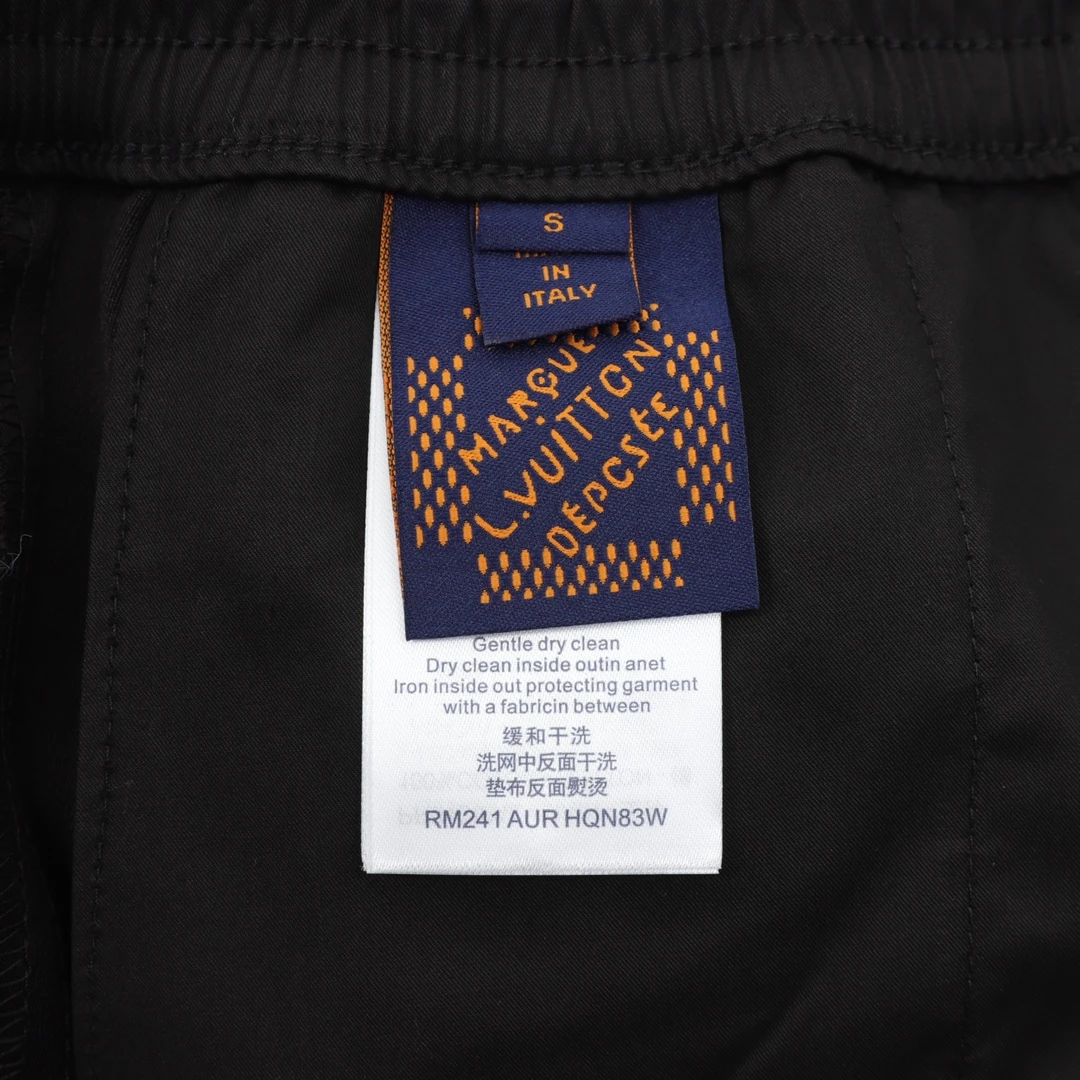 S
IN
ITALY
MARQUE
L.VUITTON
DÉPOSÉE
Gentle dry clean
Dry clean inside outin anet
Iron inside out protecting garment
with a fabricin between
缓和干洗
洗网中反面干洗
垫布反面熨烫
RM241 AUR HQN83W